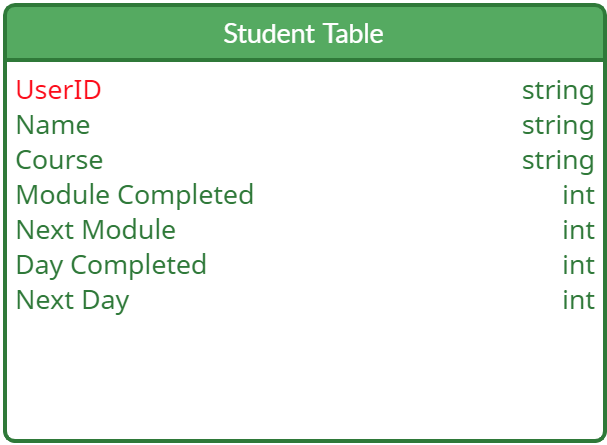 Student Table
UserID string
Name string
Course string
Module Completed int
Next Module int
Day Completed int
Next Day int